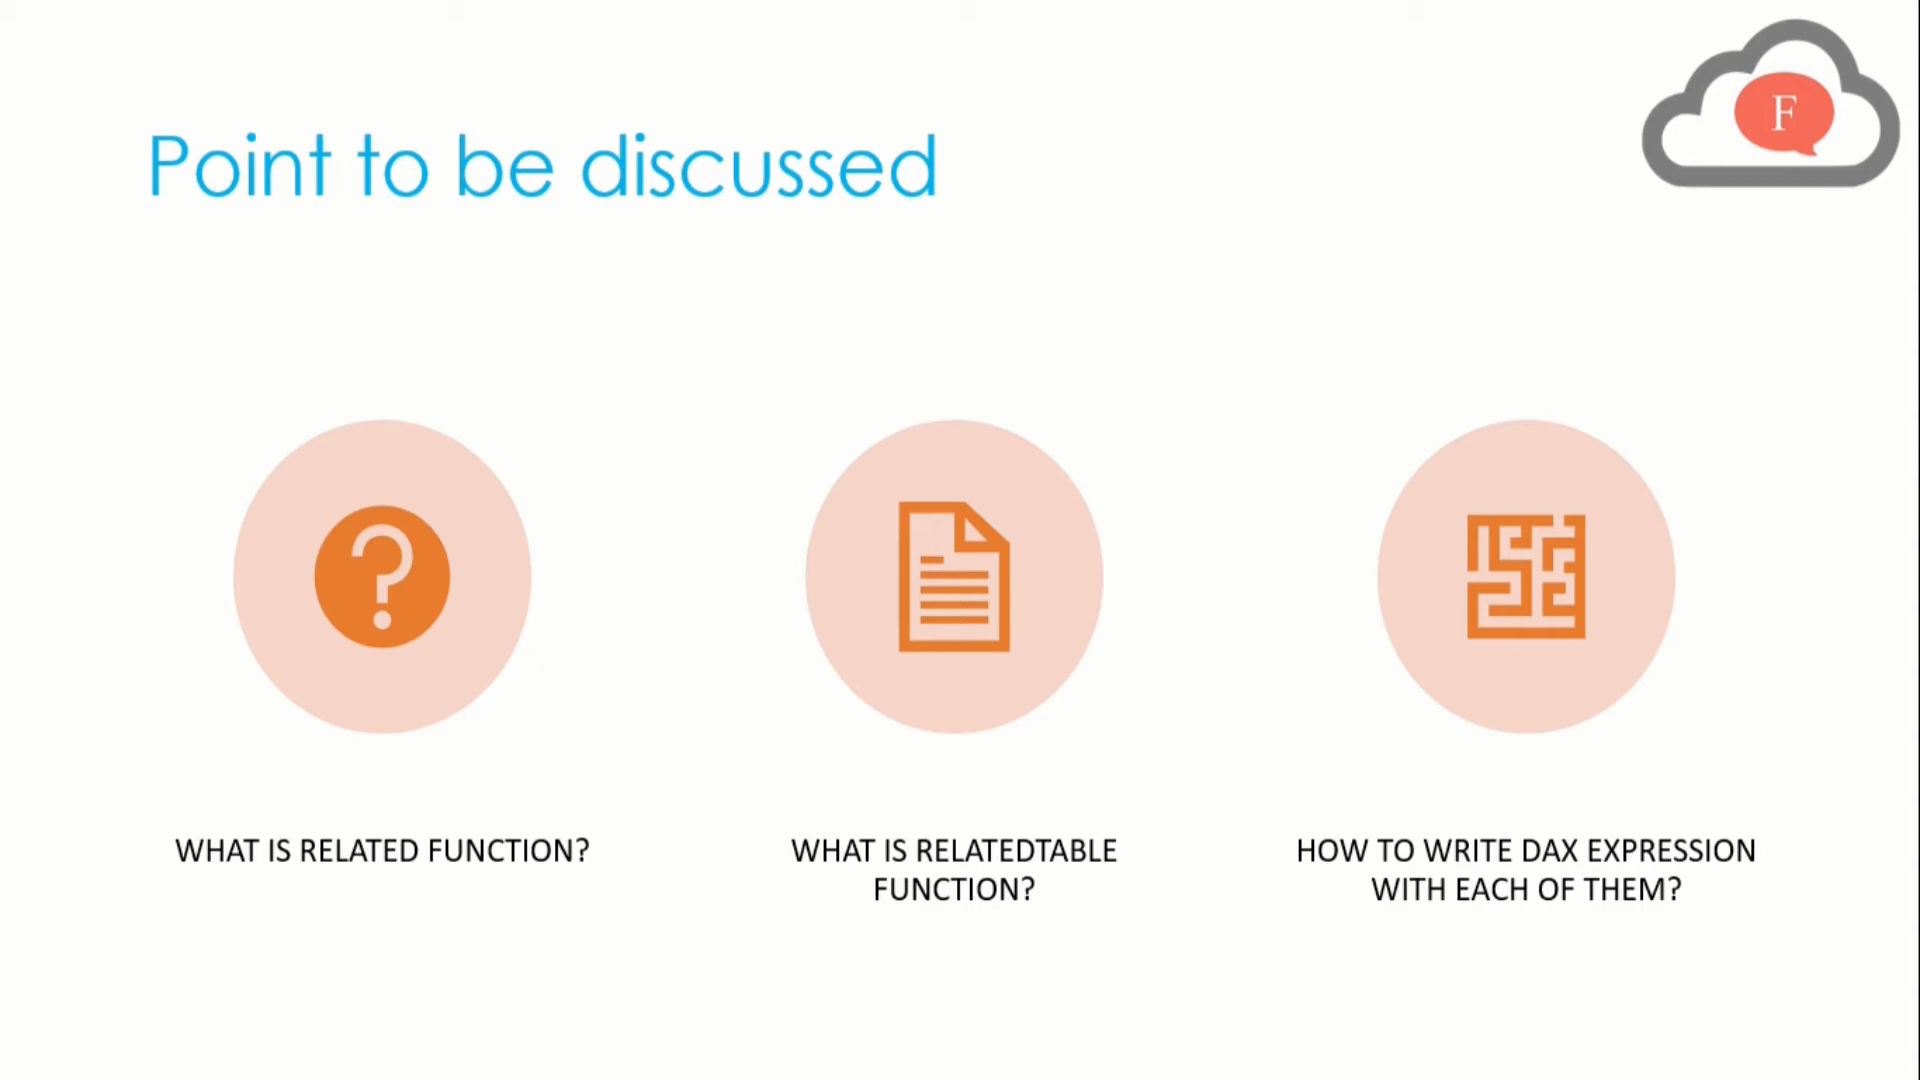 F
Point to be discussed
WHAT IS RELATED FUNCTION?
WHAT IS RELATEDTABLE
FUNCTION?
HOW TO WRITE DAX EXPRESSION
WITH EACH OF THEM?